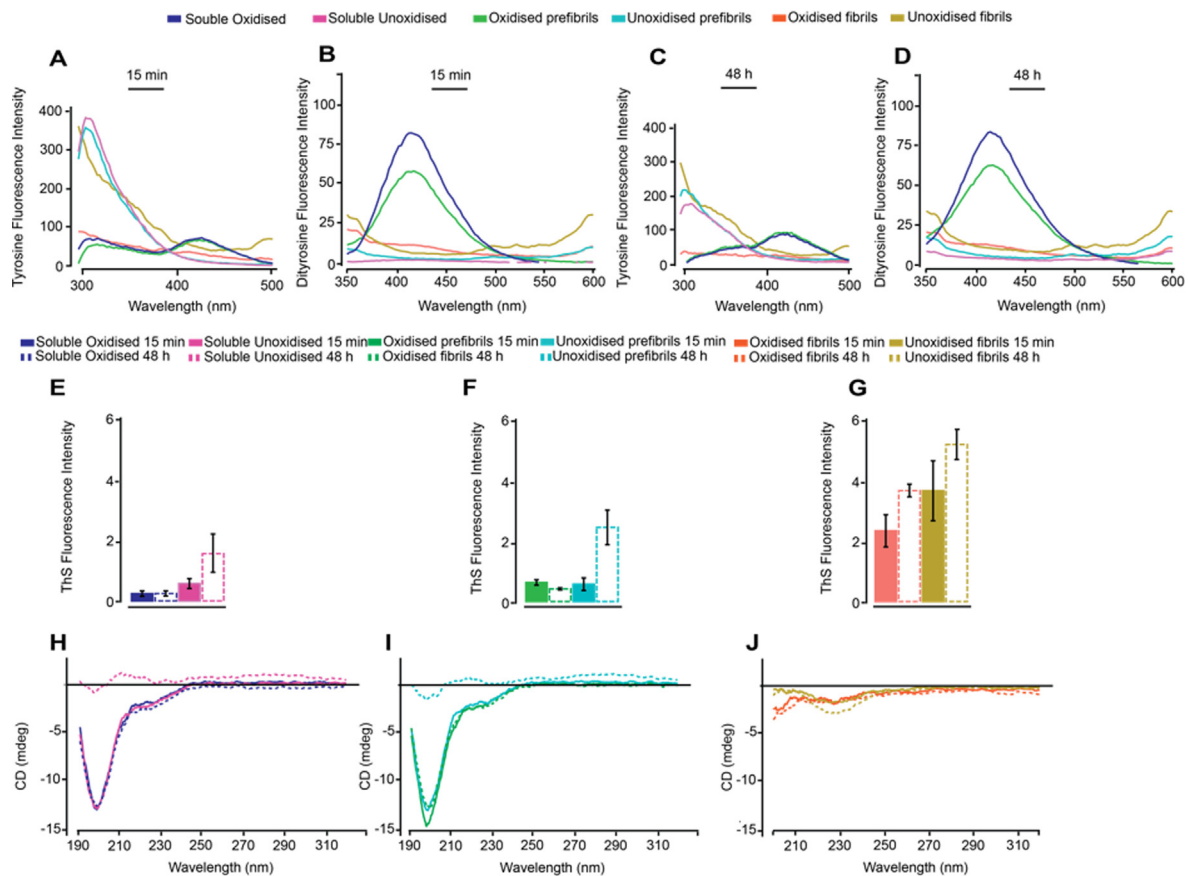 Souble Oxidised Soluble Unoxidised Oxidised prefibrils Unoxidised prefibrils Oxidised fibrils Unoxidised fibrils
A
15 min
Tyrosine Fluorescence Intensity
400
300
200
100
0
300 400 500
Wavelength (nm)
B
15 min
Dityrosine Fluorescence Intensity
100
75
50
25
0
350 400 450 500 550 600
Wavelength (nm)
C
48 h
Tyrosine Fluorescence Intensity
400
300
200
100
0
300 400 500
Wavelength (nm)
D
48 h
Dityrosine Fluorescence Intensity
100
75
50
25
0
350 400 450 500 550 600
Wavelength (nm)
Soluble Oxidised 15 min Soluble Unoxidised 15 min Oxidised prefibrils 15 min Unoxidised prefibrils 15 min Oxidised fibrils 15 min Unoxidised fibrils 15 min
Soluble Oxidised 48 h Soluble Unoxidised 48 h Oxidised fibrils 48 h Unoxidised prefibrils 48 h Oxidised fibrils 48 h Unoxidised fibrils 48 h
E
ThS Fluorescence Intensity
6
4
2
0
F
ThS Fluorescence Intensity
6
4
2
0
G
ThS Fluorescence Intensity
6
4
2
0
H
CD (mdeg)
-5
-10
-15
190 210 230 250 270 290 310
Wavelength (nm)
I
CD (mdeg)
-5
-10
-15
190 210 230 250 270 290 310
Wavelength (nm)
J
CD (mdeg)
-5
-10
-15
210 230 250 270 290 310
Wavelength (nm)